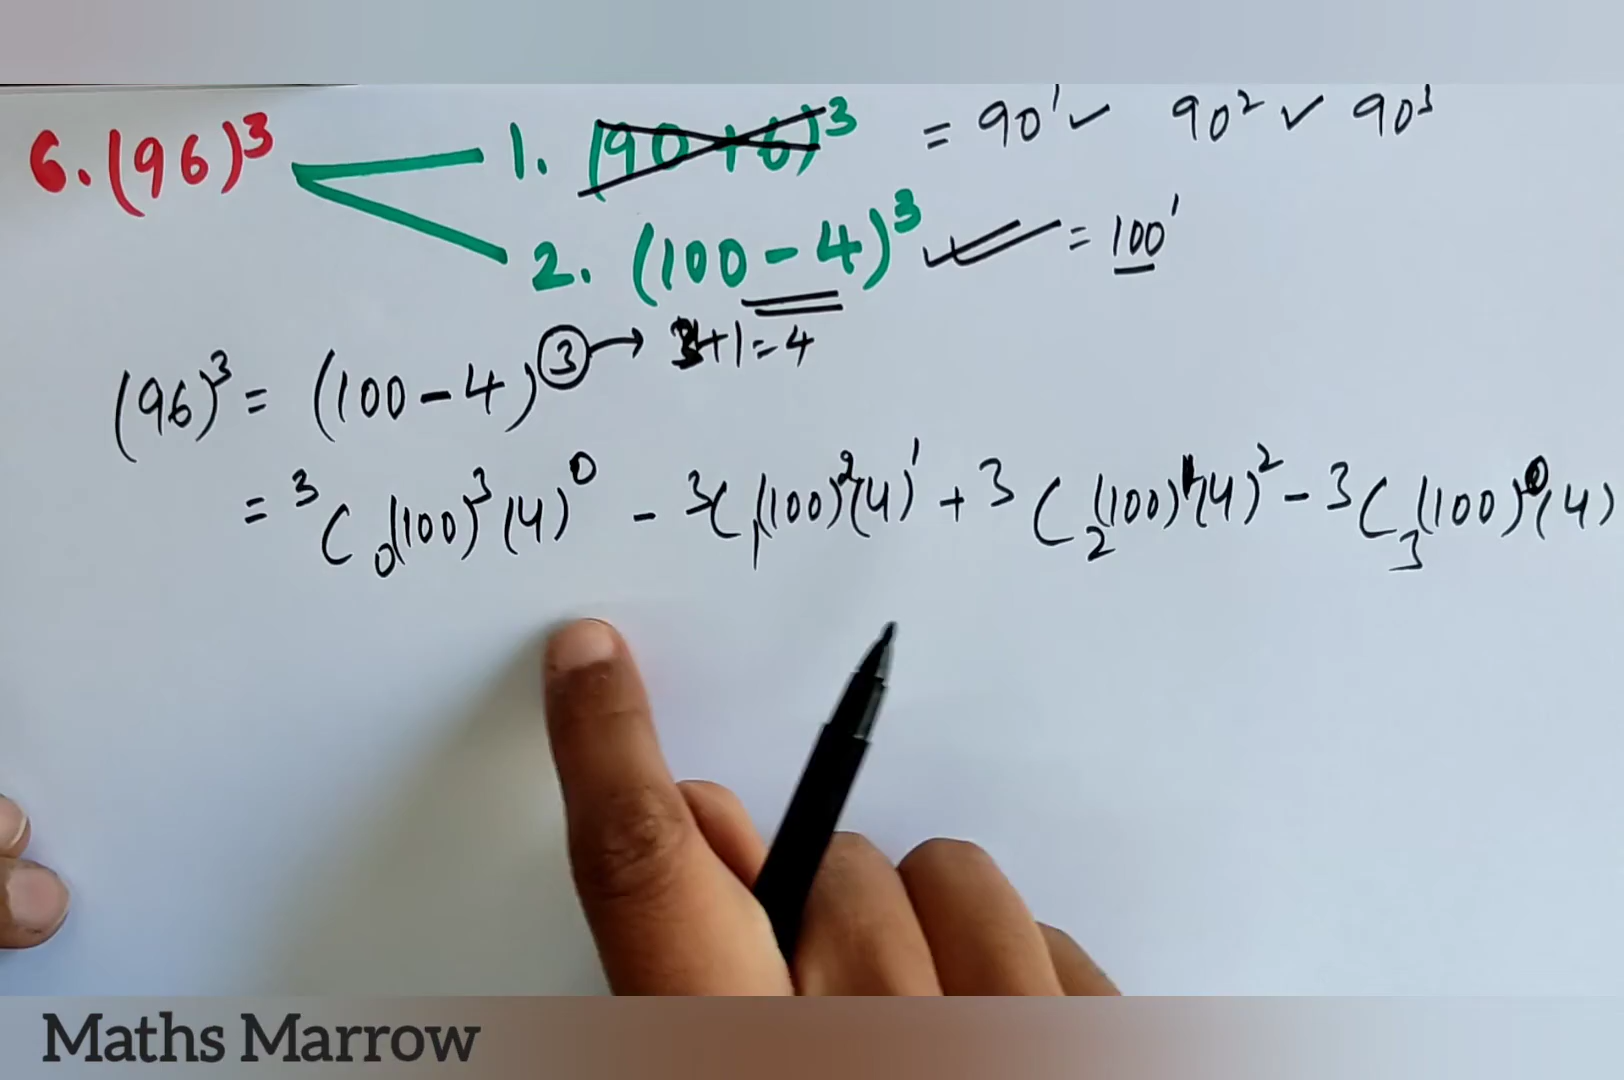 6. (96)³ 1. (90+6)³ = 90¹ ✓ 90² ✓ 90³
2. (100-4)³ ✓ = 100¹
(96)³ = (100-4)³ → 3+1=4
= ³C₀(100)³(4)⁰ - ³C₁(100)²(4)¹ + ³C₂(100)¹(4)² - ³C₃(100)⁰(4)
Maths Marrow